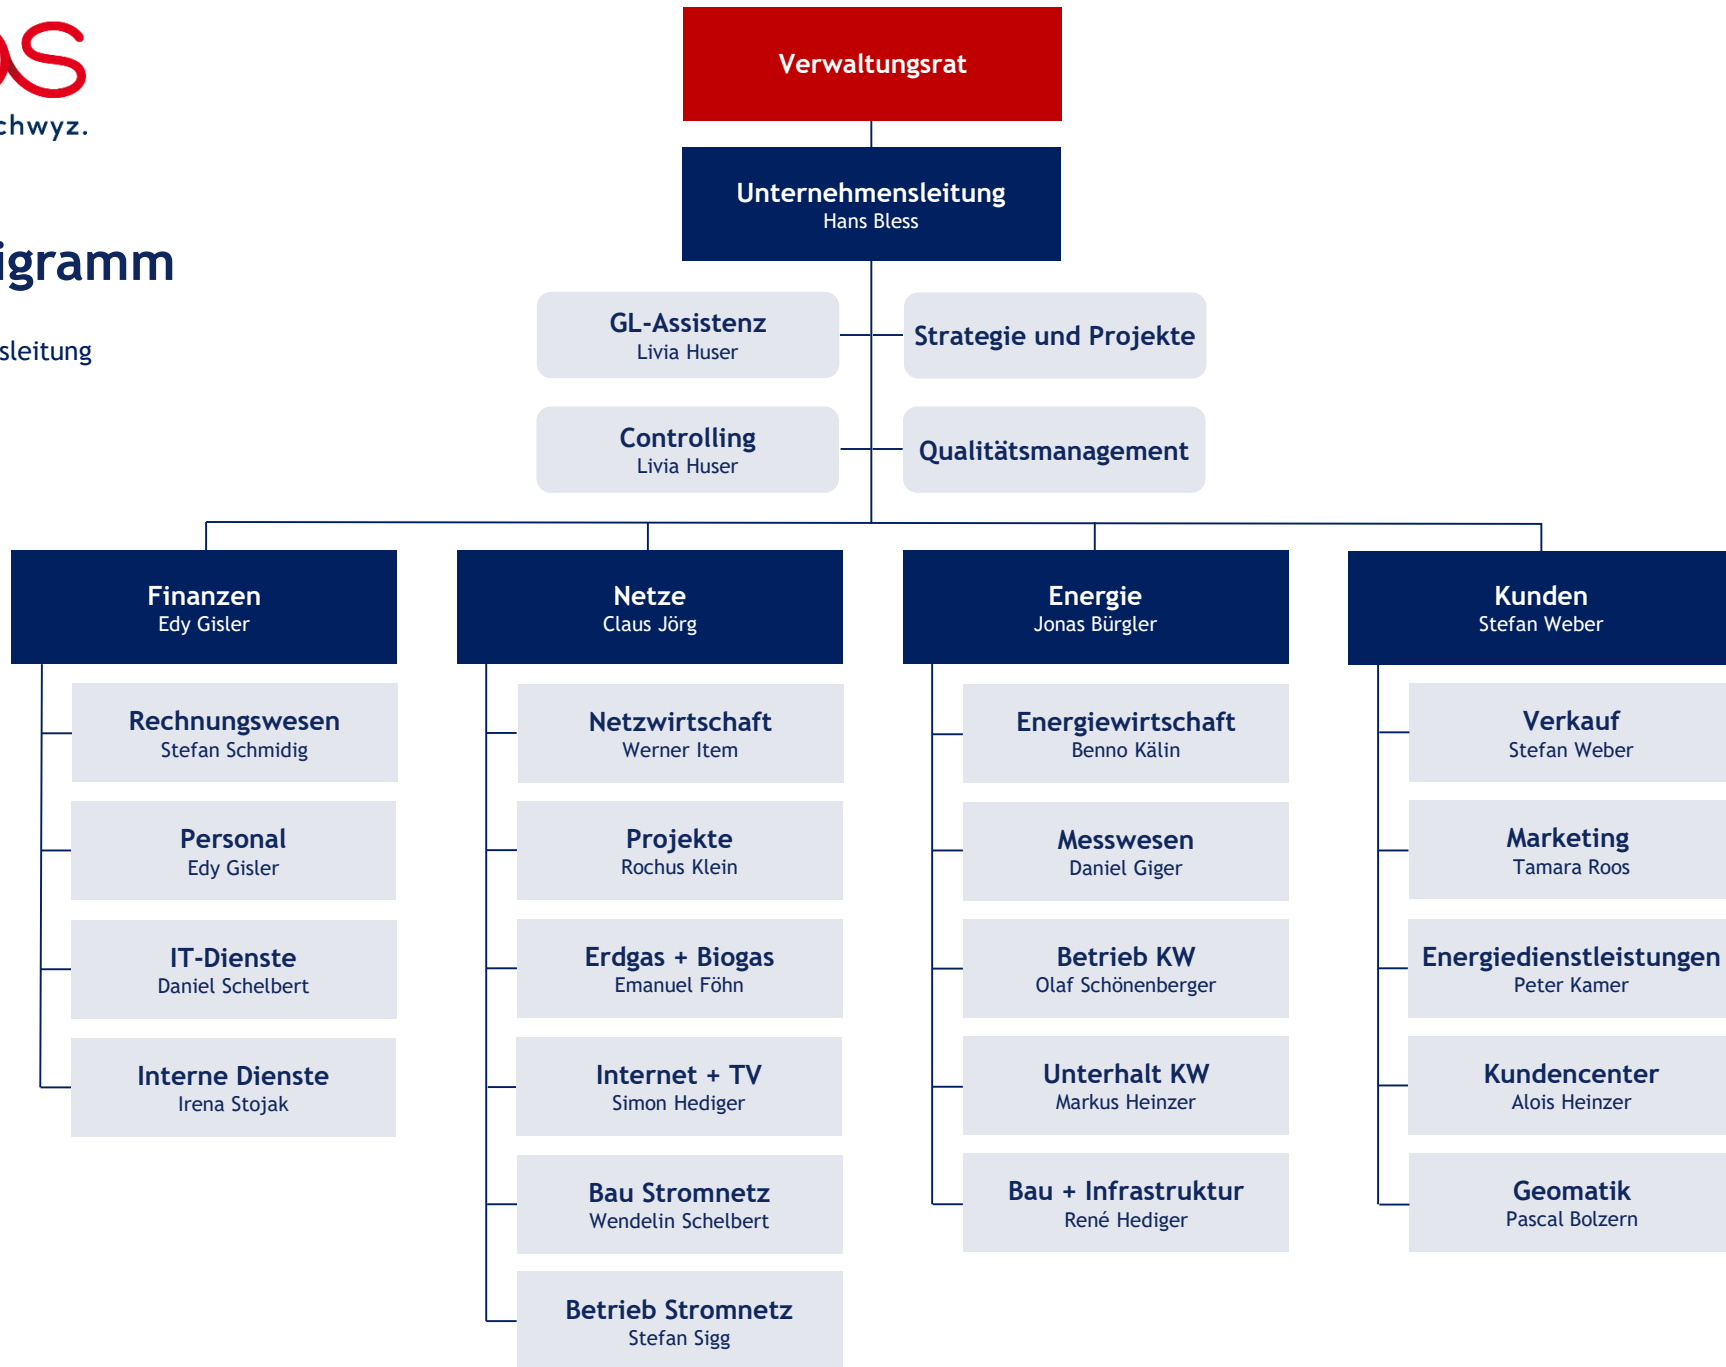 chwyz.
igramm
sleitung
Verwaltungsrat
Unternehmensleitung
Hans Bless
GL-Assistenz
Livia Huser
Strategie und Projekte
Controlling
Livia Huser
Qualitätsmanagement
Finanzen
Edy Gisler
Rechnungswesen
Stefan Schmidig
Personal
Edy Gisler
IT-Dienste
Daniel Schelbert
Interne Dienste
Irena Stojak
Netze
Claus Jörg
Netzwirtschaft
Werner Item
Projekte
Rochus Klein
Erdgas + Biogas
Emanuel Föhn
Internet + TV
Simon Hediger
Bau Stromnetz
Wendelin Schelbert
Betrieb Stromnetz
Stefan Sigg
Energie
Jonas Bürgler
Energiewirtschaft
Benno Kälin
Messwesen
Daniel Giger
Betrieb KW
Olaf Schönenberger
Unterhalt KW
Markus Heinzer
Bau + Infrastruktur
René Hediger
Kunden
Stefan Weber
Verkauf
Stefan Weber
Marketing
Tamara Roos
Energiedienstleistungen
Peter Kamer
Kundencenter
Alois Heinzer
Geomatik
Pascal Bolzern